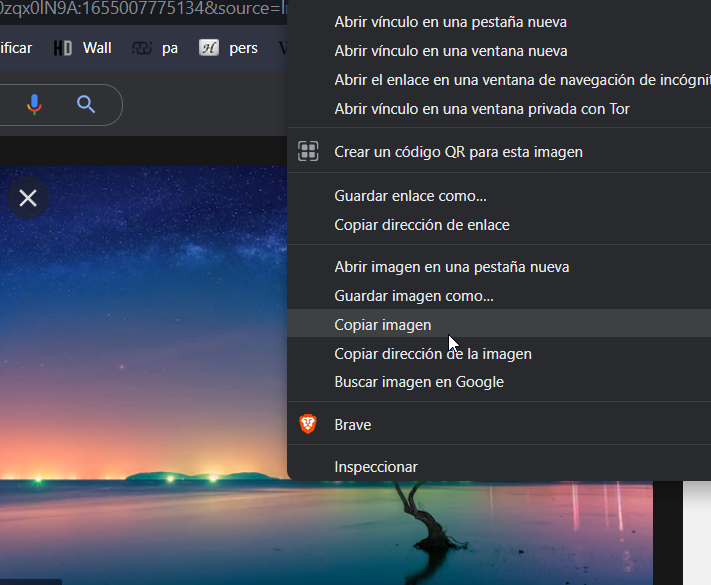 0zqx0lN9A:1655007775134&source=l
ificar
HD
Wall
pa
H
pers
Abrir vínculo en una pestaña nueva
Abrir vínculo en una ventana nueva
Abrir el enlace en una ventana de navegación de incógnit
Abrir vínculo en una ventana privada con Tor
Crear un código QR para esta imagen
Guardar enlace como...
Copiar dirección de enlace
Abrir imagen en una pestaña nueva
Guardar imagen como...
Copiar imagen
Copiar dirección de la imagen
Buscar imagen en Google
Brave
Inspeccionar